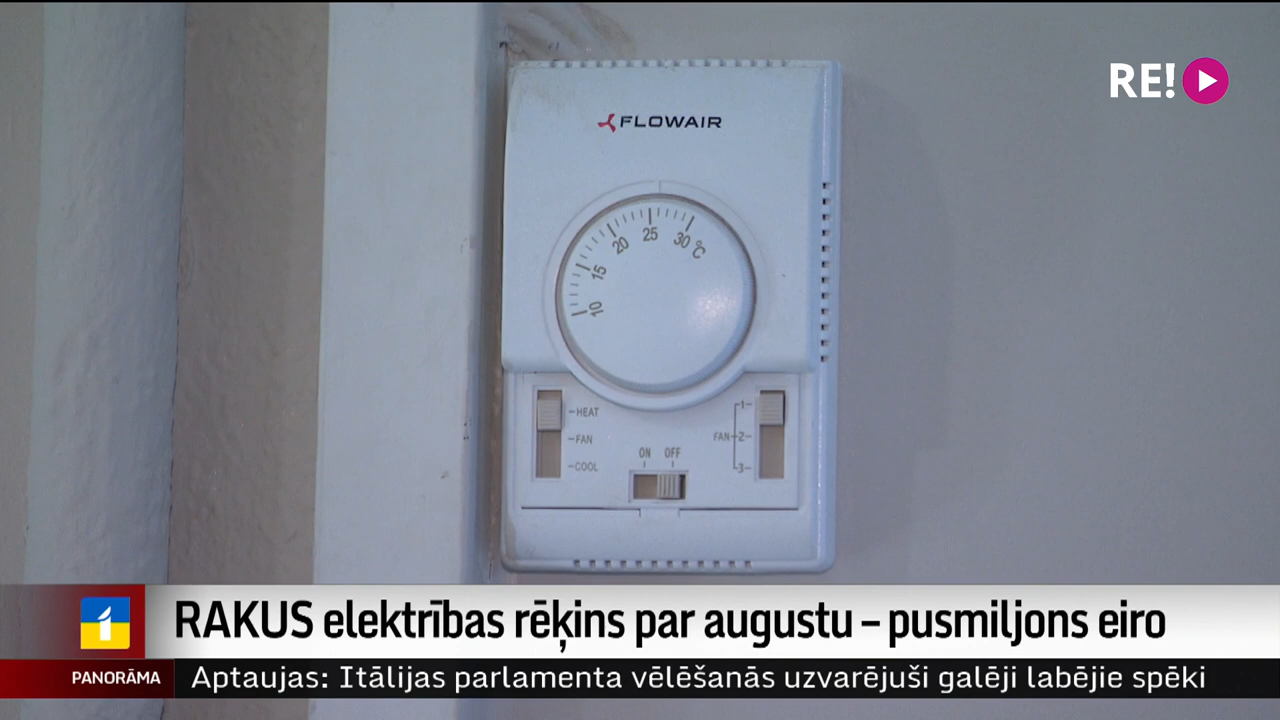 RE!
FLOWAIR
10 15 20 25 30 °C
HEAT
FAN
COOL
ON OFF
1
FAN 2
3
1
RAKUS elektrības rēķins par augustu – pusmiljons eiro
PANORĀMA
Aptaujas: Itālijas parlamenta vēlēšanās uzvarējuši galēji labējie spēki